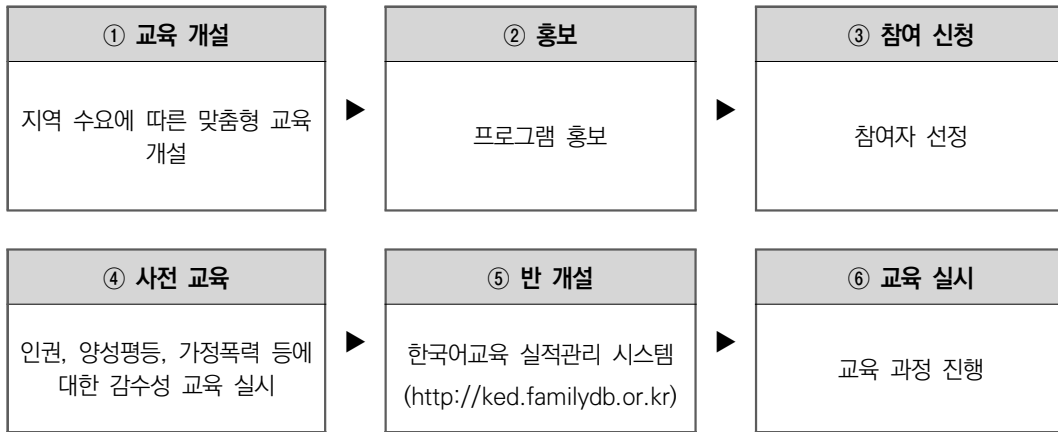 ① 교육 개설
② 홍보
③ 참여 신청
지역 수요에 따른 맞춤형 교육
개설
▶
프로그램 홍보
▶
참여자 선정
④ 사전 교육
⑤ 반 개설
⑥ 교육 실시
인권, 양성평등, 가정폭력 등에
대한 감수성 교육 실시
▶
한국어교육 실적관리 시스템
(http://ked.familydb.or.kr)
▶
교육 과정 진행